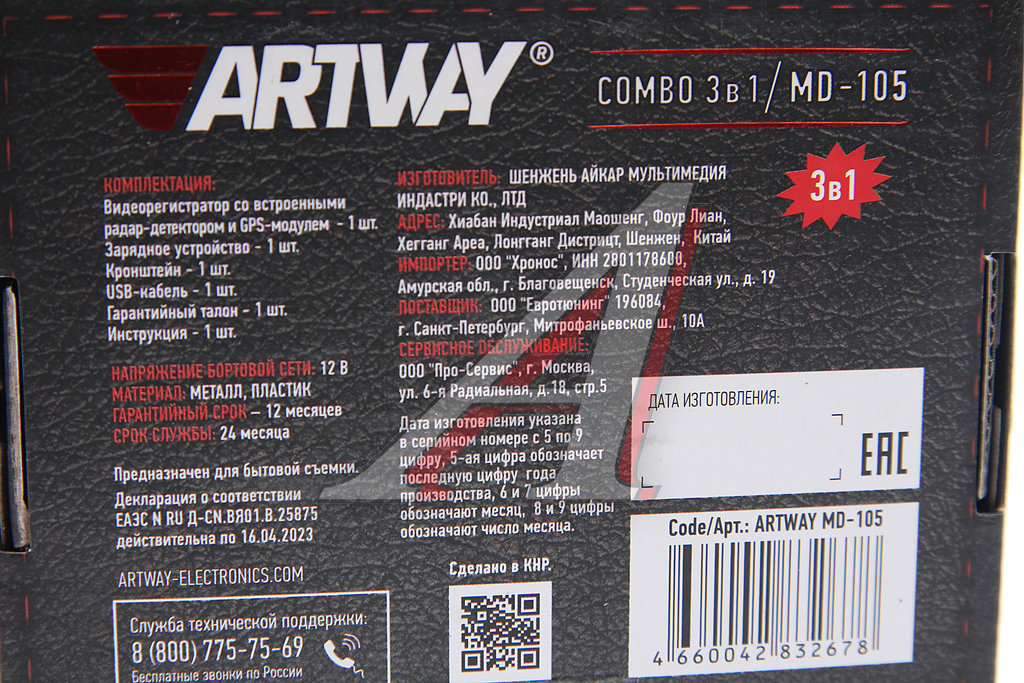 ARTWAY®
COMBO 3в1/MD-105
3в1
КОМПЛЕКТАЦИЯ:
Видеорегистратор со встроенными
радар-детектором и GPS-модулем - 1 шт.
Зарядное устройство - 1 шт.
Кронштейн - 1 шт.
USB-кабель - 1 шт.
Гарантийный талон - 1 шт.
Инструкция - 1 шт.
НАПРЯЖЕНИЕ БОРТОВОЙ СЕТИ: 12 В
МАТЕРИАЛ: МЕТАЛЛ, ПЛАСТИК
ГАРАНТИЙНЫЙ СРОК – 12 месяцев
СРОК СЛУЖБЫ: 24 месяца
Предназначен для бытовой съемки.
Декларация о соответствии
ЕАЭС N RU Д-CN.ВЯ01.В.25875
действительна по 16.04.2023
ARTWAY-ELECTRONICS.COM
Служба технической поддержки:
8 (800) 775-75-69
Бесплатные звонки по России
ИЗГОТОВИТЕЛЬ: ШЕНЖЕНЬ АЙКАР МУЛЬТИМЕДИЯ
ИНДАСТРИ КО., ЛТД
АДРЕС: Хиабан Индустриал Маошенг, Фоур Лиан,
Хегганг Ареа, Лонгганг Дистрицт, Шенжен, Китай
ИМПОРТЕР: ООО "Хронос", ИНН 2801178600,
Амурская обл., г. Благовещенск, Студенческая ул., д. 19
ПОСТАВЩИК: ООО "Евротюнинг" 196084,
г. Санкт-Петербург, Митрофаньевское ш., 10А
СЕРВИСНОЕ ОБСЛУЖИВАНИЕ:
ООО "Про-Сервис", г. Москва,
ул. 6-я Радиальная, д.18, стр.5
Дата изготовления указана
в серийном номере с 5 по 9
цифру, 5-ая цифра обозначает
последнюю цифру года
производства, 6 и 7 цифры
обозначают месяц, 8 и 9 цифры
обозначают число месяца.
Сделано в КНР.
ДАТА ИЗГОТОВЛЕНИЯ:
EAC
Code/Арт.: ARTWAY MD-105
4 660042 832678